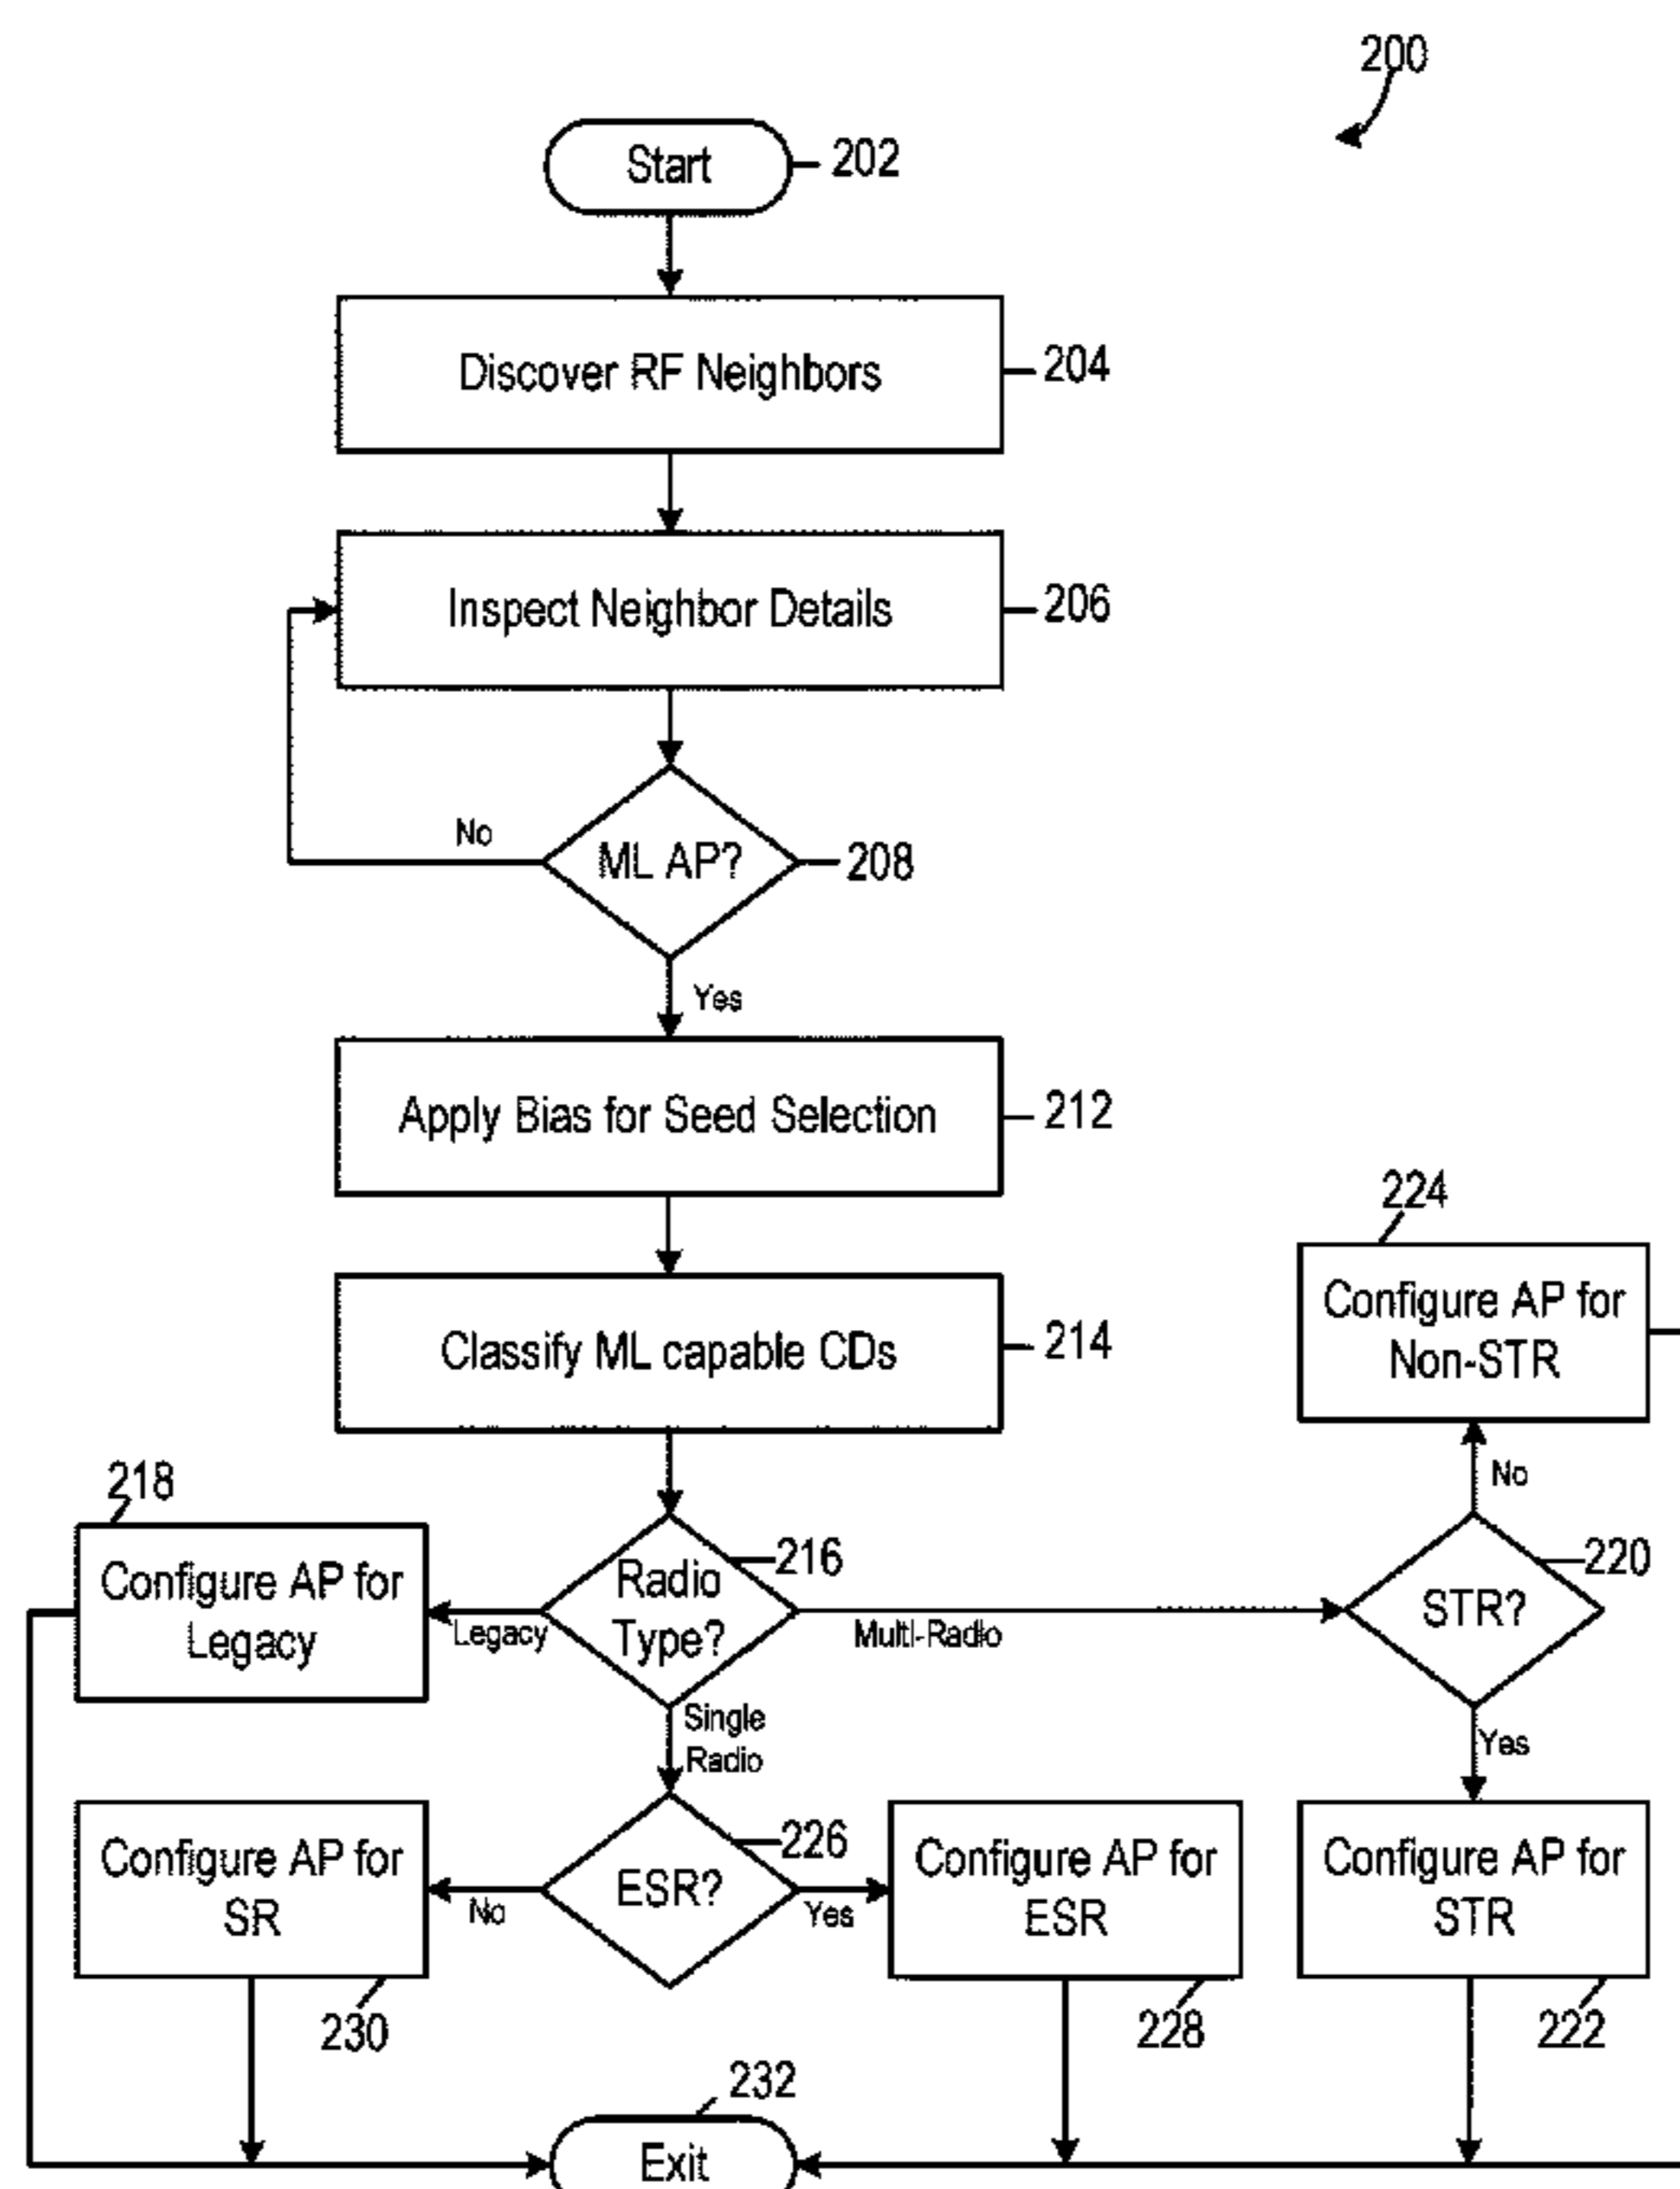 200
Start
202
Discover RF Neighbors
204
Inspect Neighbor Details
206
No
ML AP?
208
Yes
Apply Bias for Seed Selection
212
224
Classify ML capable CDs
214
Configure AP for
Non-STR
218
No
Configure AP for
Legacy
Legacy
Radio
Type?
216
Multi-Radio
STR?
220
Single
Radio
Yes
Configure AP for
SR
No
ESR?
226
Yes
Configure AP for
ESR
Configure AP for
STR
230
228
222
232
Exit